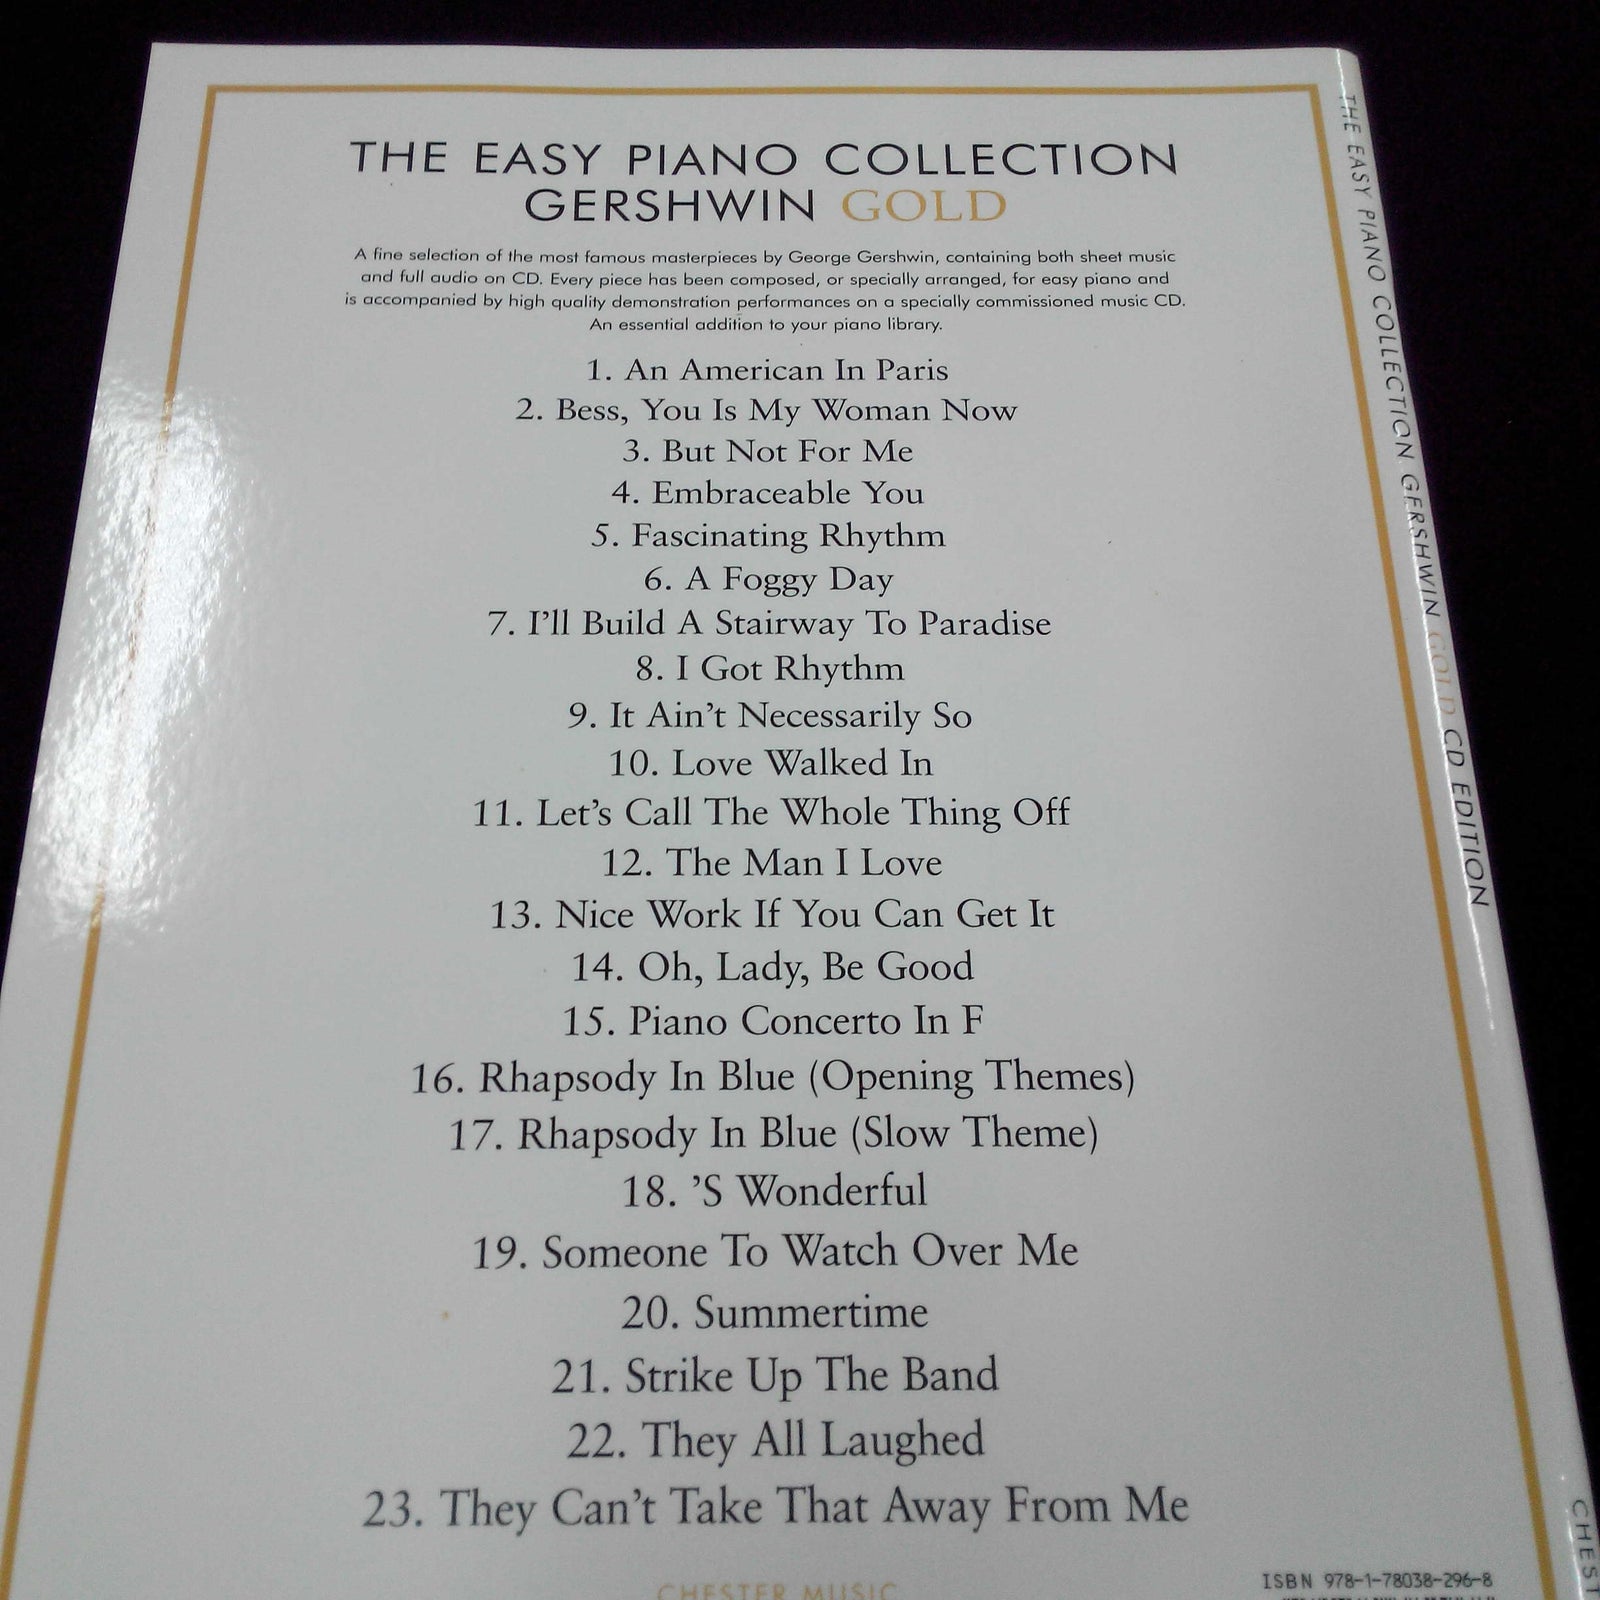 THE EASY PIANO COLLECTION
GERSHWIN GOLD
A fine selection of the most famous masterpieces by George Gershwin, containing both sheet music
and full audio on CD. Every piece has been composed, or specially arranged, for easy piano and
is accompanied by high quality demonstration performances on a specially commissioned music CD.
An essential addition to your piano library.
1. An American In Paris
2. Bess, You Is My Woman Now
3. But Not For Me
4. Embraceable You
5. Fascinating Rhythm
6. A Foggy Day
7. I’ll Build A Stairway To Paradise
8. I Got Rhythm
9. It Ain’t Necessarily So
10. Love Walked In
11. Let’s Call The Whole Thing Off
12. The Man I Love
13. Nice Work If You Can Get It
14. Oh, Lady, Be Good
15. Piano Concerto In F
16. Rhapsody In Blue (Opening Themes)
17. Rhapsody In Blue (Slow Theme)
18. ’S Wonderful
19. Someone To Watch Over Me
20. Summertime
21. Strike Up The Band
22. They All Laughed
23. They Can’t Take That Away From Me
CHESTER MUSIC
ISBN 978-1-78038-296-8
THE EASY PIANO COLLECTION GERSHWIN GOLD CD EDITION
CHEST